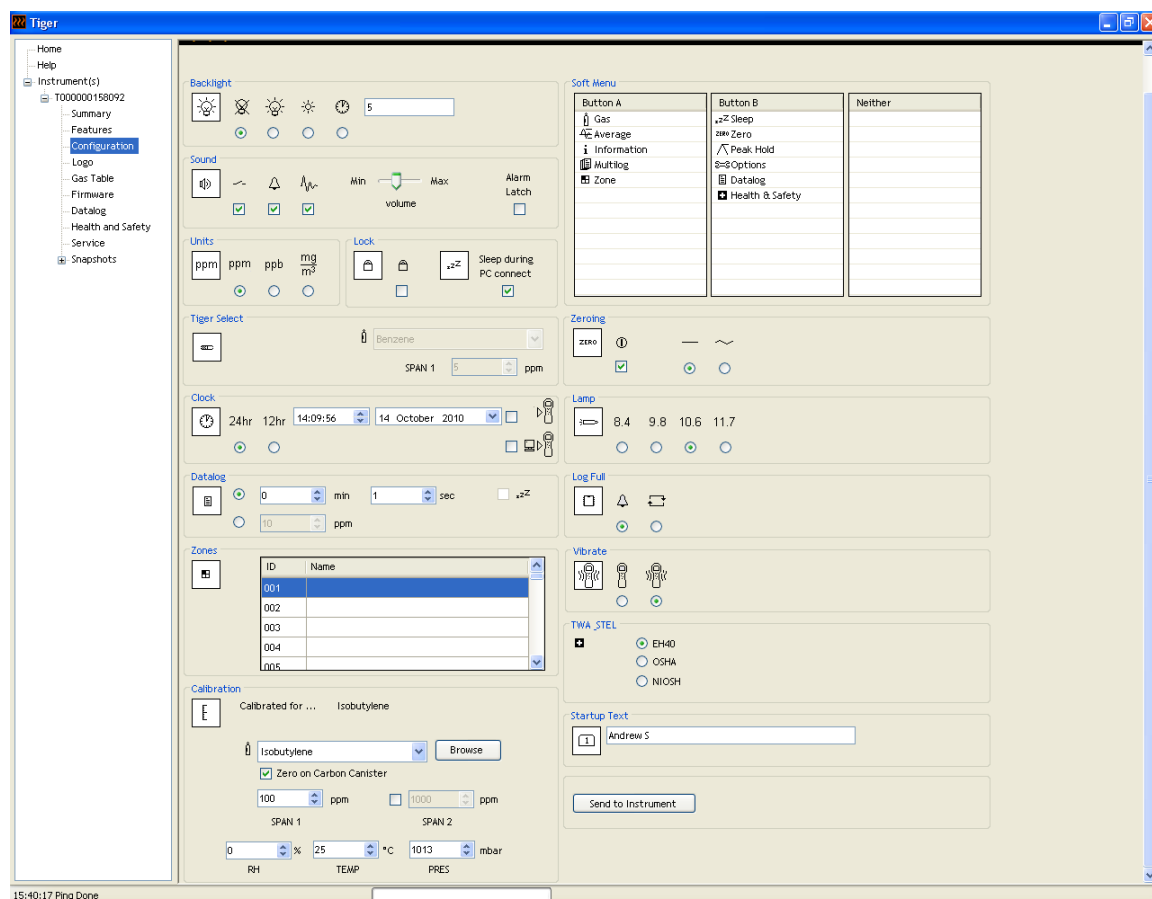 Tiger
Home
Help
Instrument(s)
T000000158092
Summary
Features
Configuration
Logo
Gas Table
Firmware
Datalog
Health and Safety
Service
Snapshots
Backlight
5
Sound
Min Max
volume
Alarm
Latch
Units
ppm ppm ppb mg
m³
Lock
zzZ Sleep during
PC connect
Tiger Select
Benzene
SPAN 1 5 ppm
Clock
24hr 12hr 14:09:56 14 October 2010
Datalog
0 min 1 sec zzZ
10 ppm
Zones
ID Name
001
002
003
004
005
Calibration
Calibrated for ... Isobutylene
Isobutylene Browse
Zero on Carbon Canister
100 ppm 1000 ppm
SPAN 1 SPAN 2
0 % 25 °C 1013 mbar
RH TEMP PRES
Soft Menu
Button A Button B Neither
Gas zzZ Sleep
Average ZERO Zero
i Information Peak Hold
Multilog Options
Zone Datalog
Health & Safety
Zeroing
ZERO
Lamp
8.4 9.8 10.6 11.7
Log Full
Vibrate
TWA_STEL
EH40
OSHA
NIOSH
Startup Text
1 Andrew S
Send to Instrument
15:40:17 Ping Done